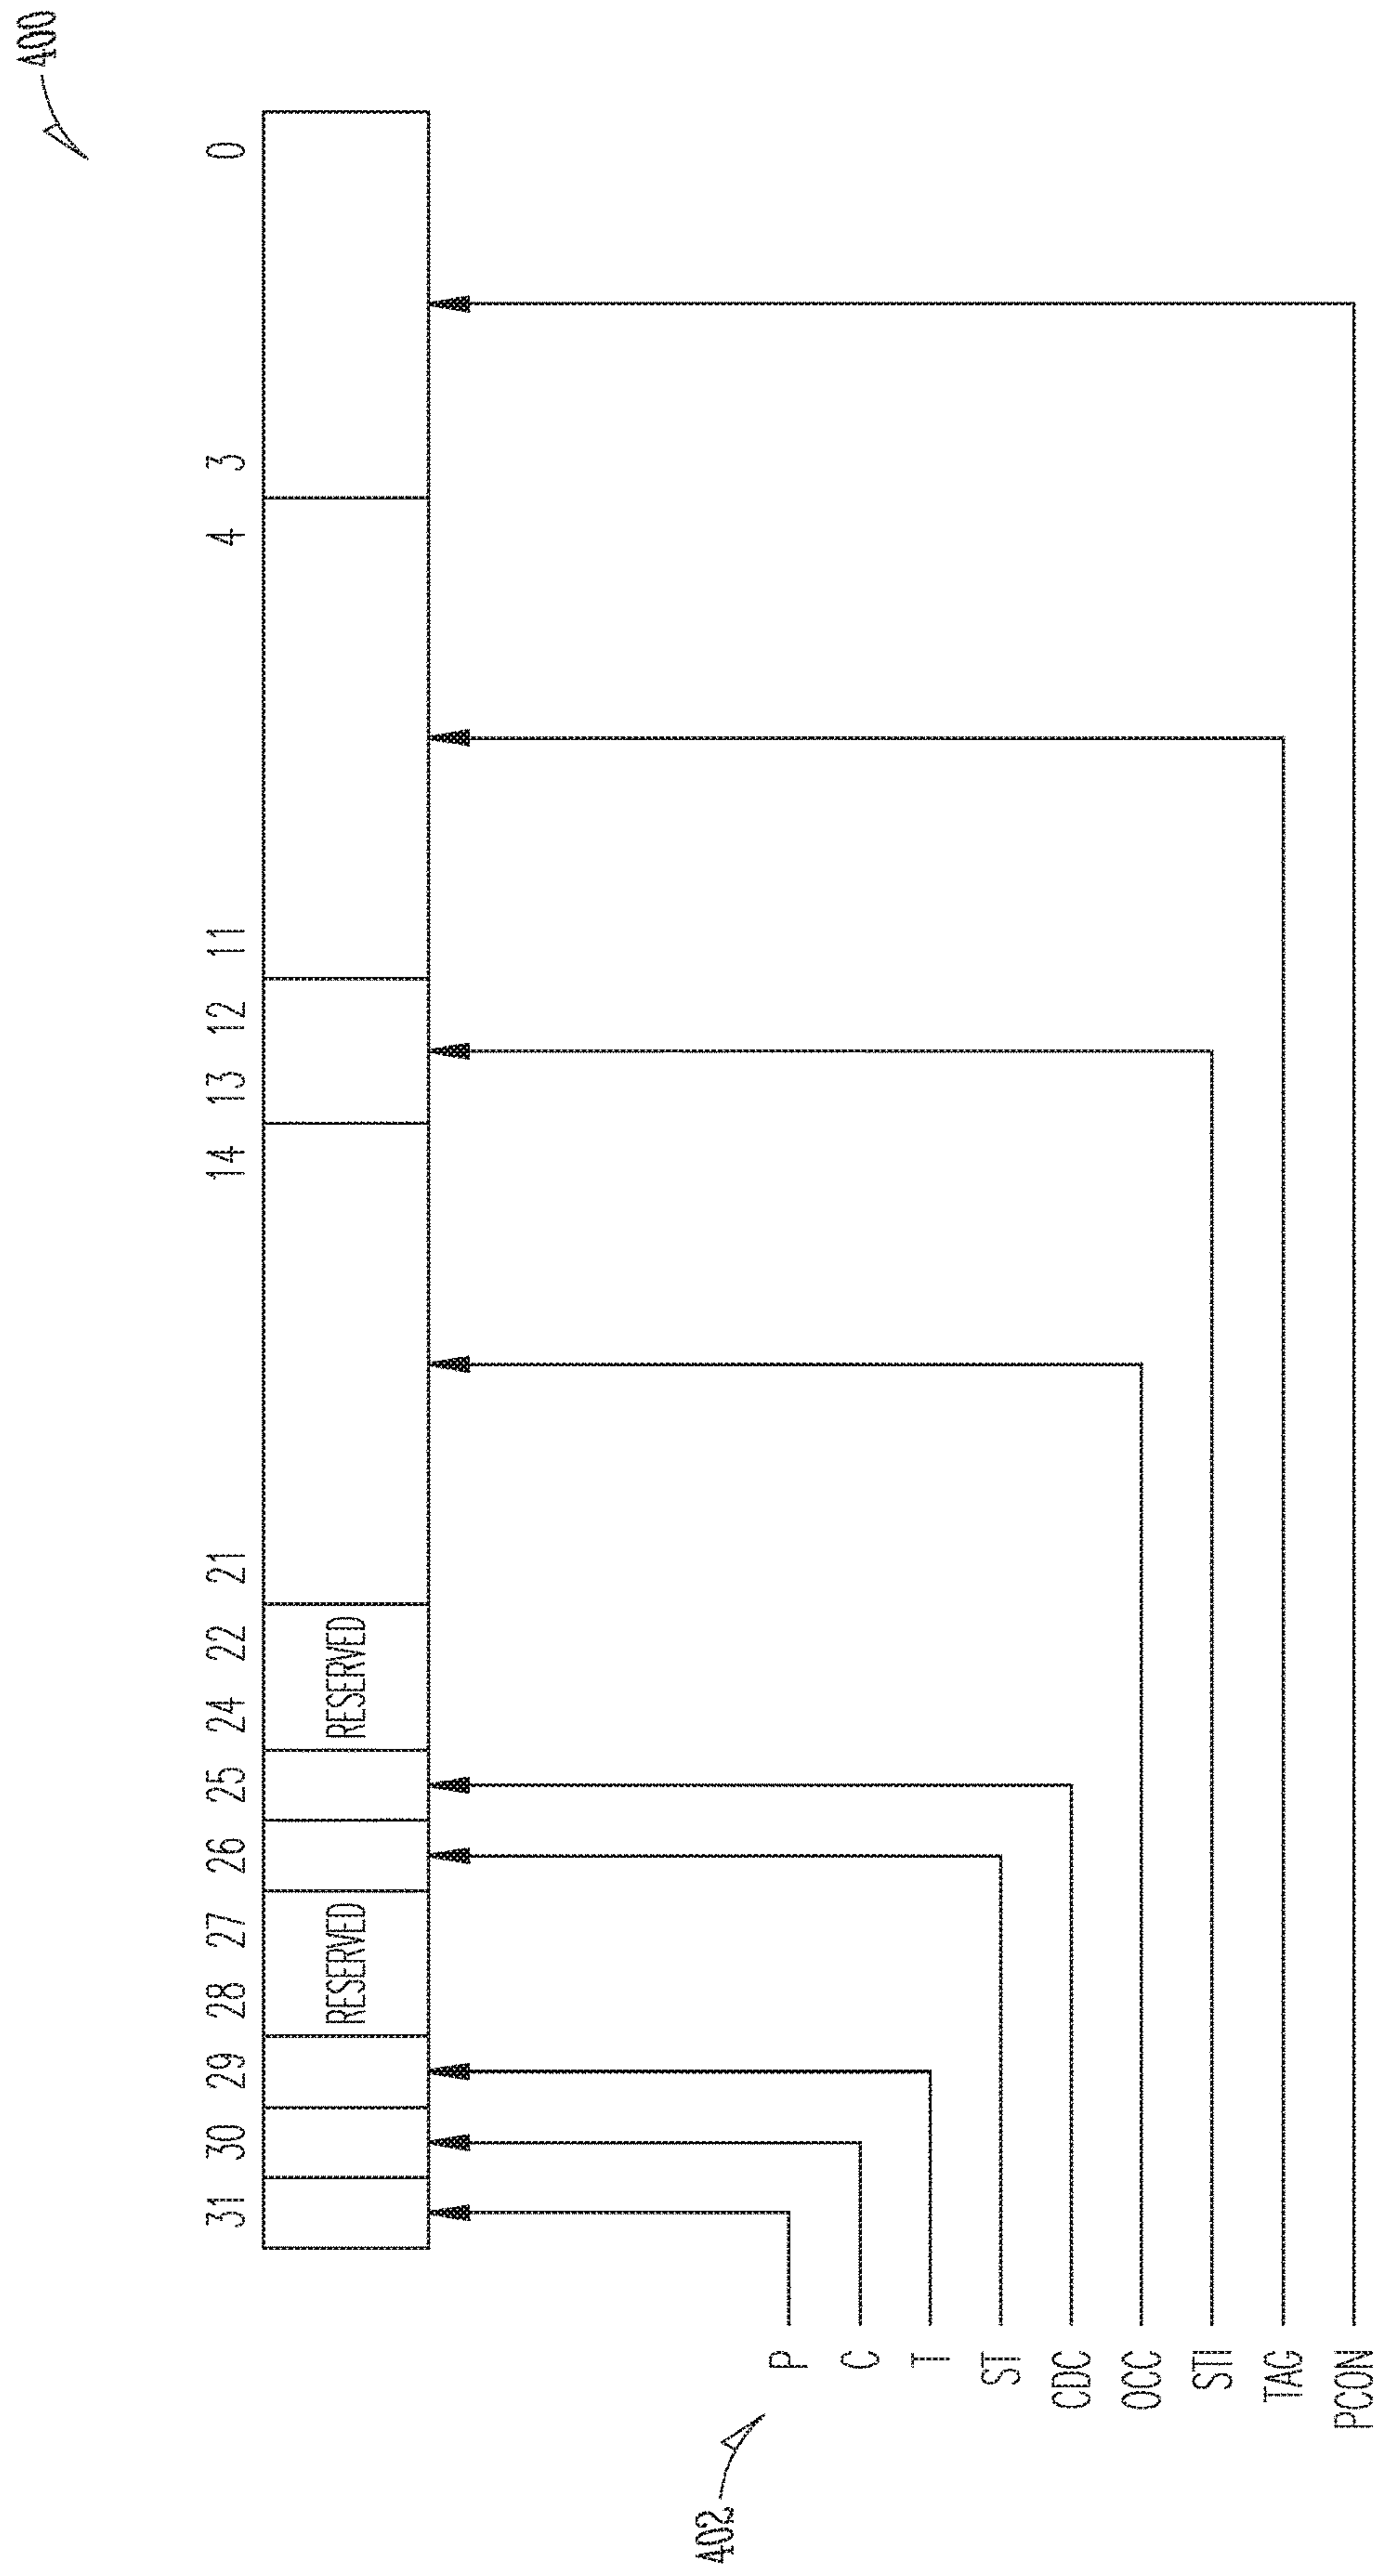 400
31 30 29 28 27 26 25 24 22 21 14 13 12 11 4 3 0
RESERVED RESERVED
402
P
C
T
ST
CDC
OCC
STI
TAG
PCON